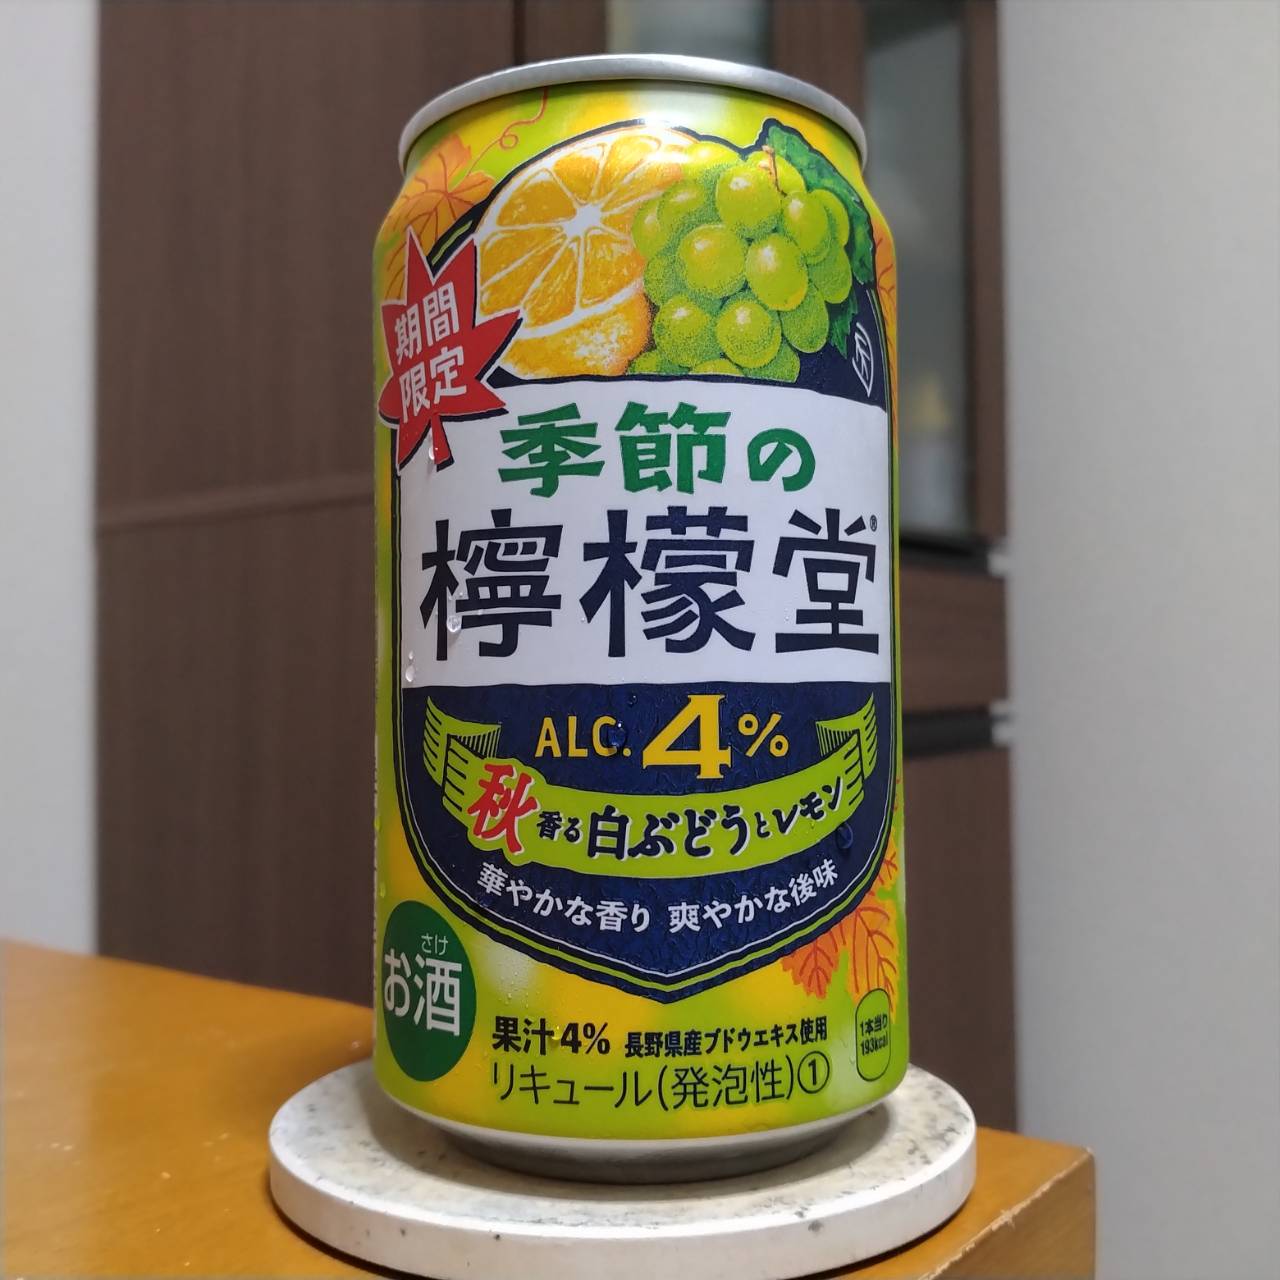 期間
限定
季節の
檸檬堂®
ALC.4%
秋香る白ぶどうとレモン
華やかな香り 爽やかな後味
さけ
お酒
果汁4% 長野県産ブドウエキス使用
リキュール(発泡性)①
1本当り
193kcal